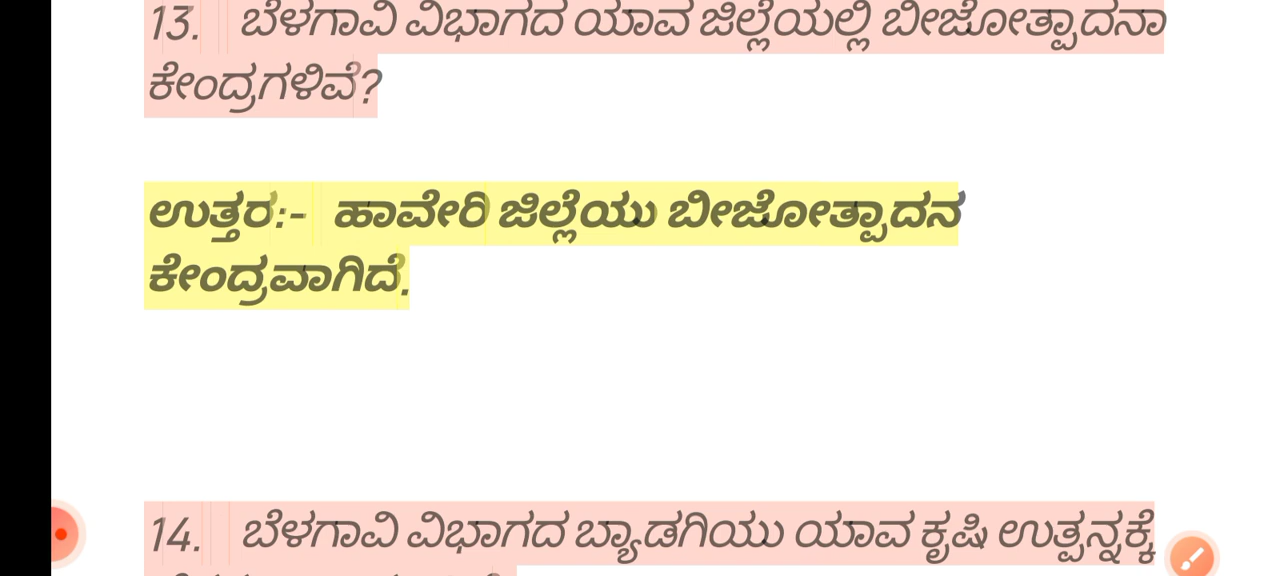 13. ಬೆಳಗಾವಿ ವಿಭಾಗದ ಯಾವ ಜಿಲ್ಲೆಯಲ್ಲಿ ಬೀಜೋತ್ಪಾದನಾ
ಕೇಂದ್ರಗಳಿವೆ?
ಉತ್ತರ:- ಹಾವೇರಿ ಜಿಲ್ಲೆಯು ಬೀಜೋತ್ಪಾದನ
ಕೇಂದ್ರವಾಗಿದೆ.
14. ಬೆಳಗಾವಿ ವಿಭಾಗದ ಬ್ಯಾಡಗಿಯು ಯಾವ ಕೃಷಿ ಉತ್ಪನ್ನಕ್ಕೆ